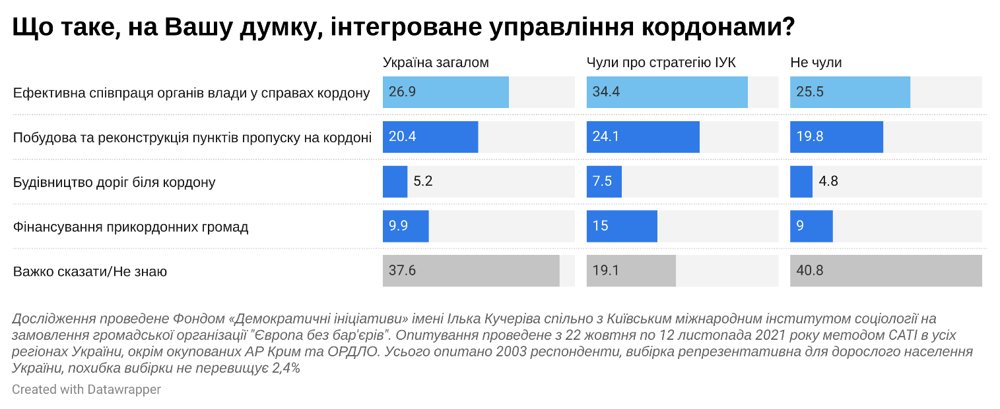 Що таке, на Вашу думку, інтегроване управління кордонами?
Україна загалом Чули про стратегію ІУК Не чули
Ефективна співпраця органів влади у справах кордону 26.9 34.4 25.5
Побудова та реконструкція пунктів пропуску на кордоні 20.4 24.1 19.8
Будівництво доріг біля кордону 5.2 7.5 4.8
Фінансування прикордонних громад 9.9 15 9
Важко сказати/Не знаю 37.6 19.1 40.8
Дослідження проведене Фондом «Демократичні ініціативи» імені Ілька Кучеріва спільно з Київським міжнародним інститутом соціології на
замовлення громадської організації "Європа без бар'єрів". Опитування проведене з 22 жовтня по 12 листопада 2021 року методом CATI в усіх
регіонах України, окрім окупованих АР Крим та ОРДЛО. Усього опитано 2003 респонденти, вибірка репрезентативна для дорослого населення
України, похибка вибірки не перевищує 2,4%
Created with Datawrapper